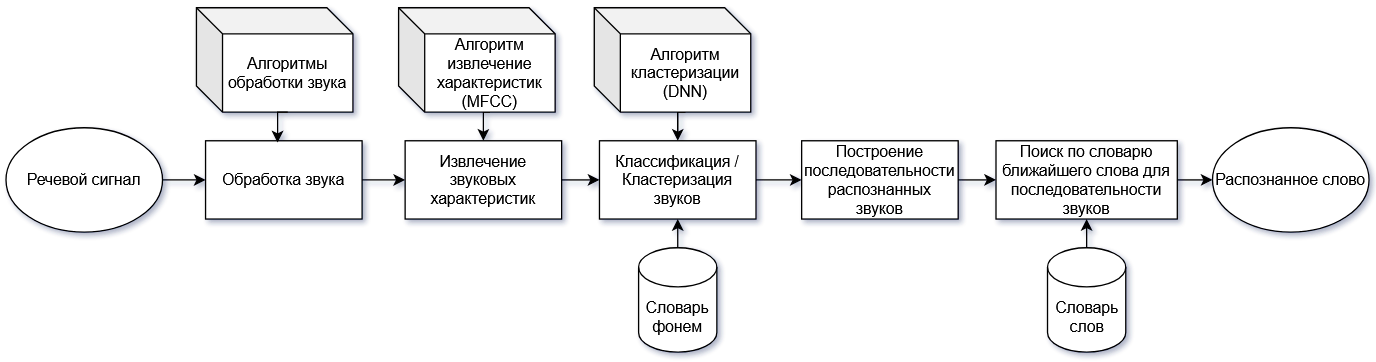 Алгоритмы
обработки звука
Алгоритм
извлечение
характеристик
(MFCC)
Алгоритм
кластеризации
(DNN)
Речевой сигнал
Обработка звука
Извлечение
звуковых
характеристик
Классификация /
Кластеризация
звуков
Построение
последовательности
распознанных
звуков
Поиск по словарю
ближайшего слова для
последовательности
звуков
Распознанное слово
Словарь
фонем
Словарь
слов